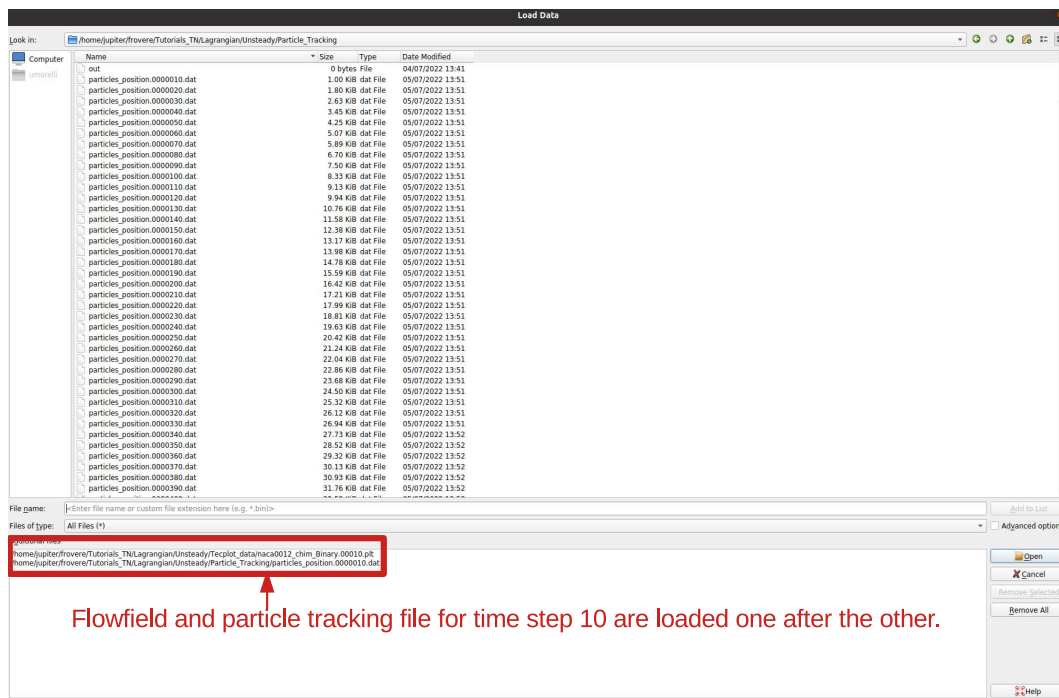 Load Data
Look in: /home/jupiter/frovere/Tutorials_TN/Lagrangian/Unsteady/Particle_Tracking
Computer
umorelli
Name Size Type Date Modified
out 0 bytes File 04/07/2022 13:41
particles_position.0000010.dat 1.00 KiB dat File 05/07/2022 13:51
particles_position.0000020.dat 1.80 KiB dat File 05/07/2022 13:51
particles_position.0000030.dat 2.63 KiB dat File 05/07/2022 13:51
particles_position.0000040.dat 3.45 KiB dat File 05/07/2022 13:51
particles_position.0000050.dat 4.25 KiB dat File 05/07/2022 13:51
particles_position.0000060.dat 5.07 KiB dat File 05/07/2022 13:51
particles_position.0000070.dat 5.89 KiB dat File 05/07/2022 13:51
particles_position.0000080.dat 6.70 KiB dat File 05/07/2022 13:51
particles_position.0000090.dat 7.50 KiB dat File 05/07/2022 13:51
particles_position.0000100.dat 8.33 KiB dat File 05/07/2022 13:51
particles_position.0000110.dat 9.13 KiB dat File 05/07/2022 13:51
particles_position.0000120.dat 9.94 KiB dat File 05/07/2022 13:51
particles_position.0000130.dat 10.76 KiB dat File 05/07/2022 13:51
particles_position.0000140.dat 11.58 KiB dat File 05/07/2022 13:51
particles_position.0000150.dat 12.38 KiB dat File 05/07/2022 13:51
particles_position.0000160.dat 13.17 KiB dat File 05/07/2022 13:51
particles_position.0000170.dat 13.98 KiB dat File 05/07/2022 13:51
particles_position.0000180.dat 14.78 KiB dat File 05/07/2022 13:51
particles_position.0000190.dat 15.59 KiB dat File 05/07/2022 13:51
particles_position.0000200.dat 16.42 KiB dat File 05/07/2022 13:51
particles_position.0000210.dat 17.21 KiB dat File 05/07/2022 13:51
particles_position.0000220.dat 17.99 KiB dat File 05/07/2022 13:51
particles_position.0000230.dat 18.81 KiB dat File 05/07/2022 13:51
particles_position.0000240.dat 19.63 KiB dat File 05/07/2022 13:51
particles_position.0000250.dat 20.42 KiB dat File 05/07/2022 13:51
particles_position.0000260.dat 21.24 KiB dat File 05/07/2022 13:51
particles_position.0000270.dat 22.04 KiB dat File 05/07/2022 13:51
particles_position.0000280.dat 22.86 KiB dat File 05/07/2022 13:51
particles_position.0000290.dat 23.68 KiB dat File 05/07/2022 13:51
particles_position.0000300.dat 24.50 KiB dat File 05/07/2022 13:51
particles_position.0000310.dat 25.32 KiB dat File 05/07/2022 13:51
particles_position.0000320.dat 26.12 KiB dat File 05/07/2022 13:51
particles_position.0000330.dat 26.94 KiB dat File 05/07/2022 13:51
particles_position.0000340.dat 27.73 KiB dat File 05/07/2022 13:52
particles_position.0000350.dat 28.52 KiB dat File 05/07/2022 13:52
particles_position.0000360.dat 29.32 KiB dat File 05/07/2022 13:52
particles_position.0000370.dat 30.13 KiB dat File 05/07/2022 13:52
particles_position.0000380.dat 30.93 KiB dat File 05/07/2022 13:52
particles_position.0000390.dat 31.76 KiB dat File 05/07/2022 13:52
File name: <Enter file name or custom file extension here (e.g. *.bin)> Add to List
Files of type: All Files (*) Advanced option
/home/jupiter/frovere/Tutorials_TN/Lagrangian/Unsteady/Tecplot_data/naca0012_chim_Binary.00010.plt
/home/jupiter/frovere/Tutorials_TN/Lagrangian/Unsteady/Particle_Tracking/particles_position.0000010.dat
Open
Cancel
Remove Selected
Remove All
Flowfield and particle tracking file for time step 10 are loaded one after the other.
Help